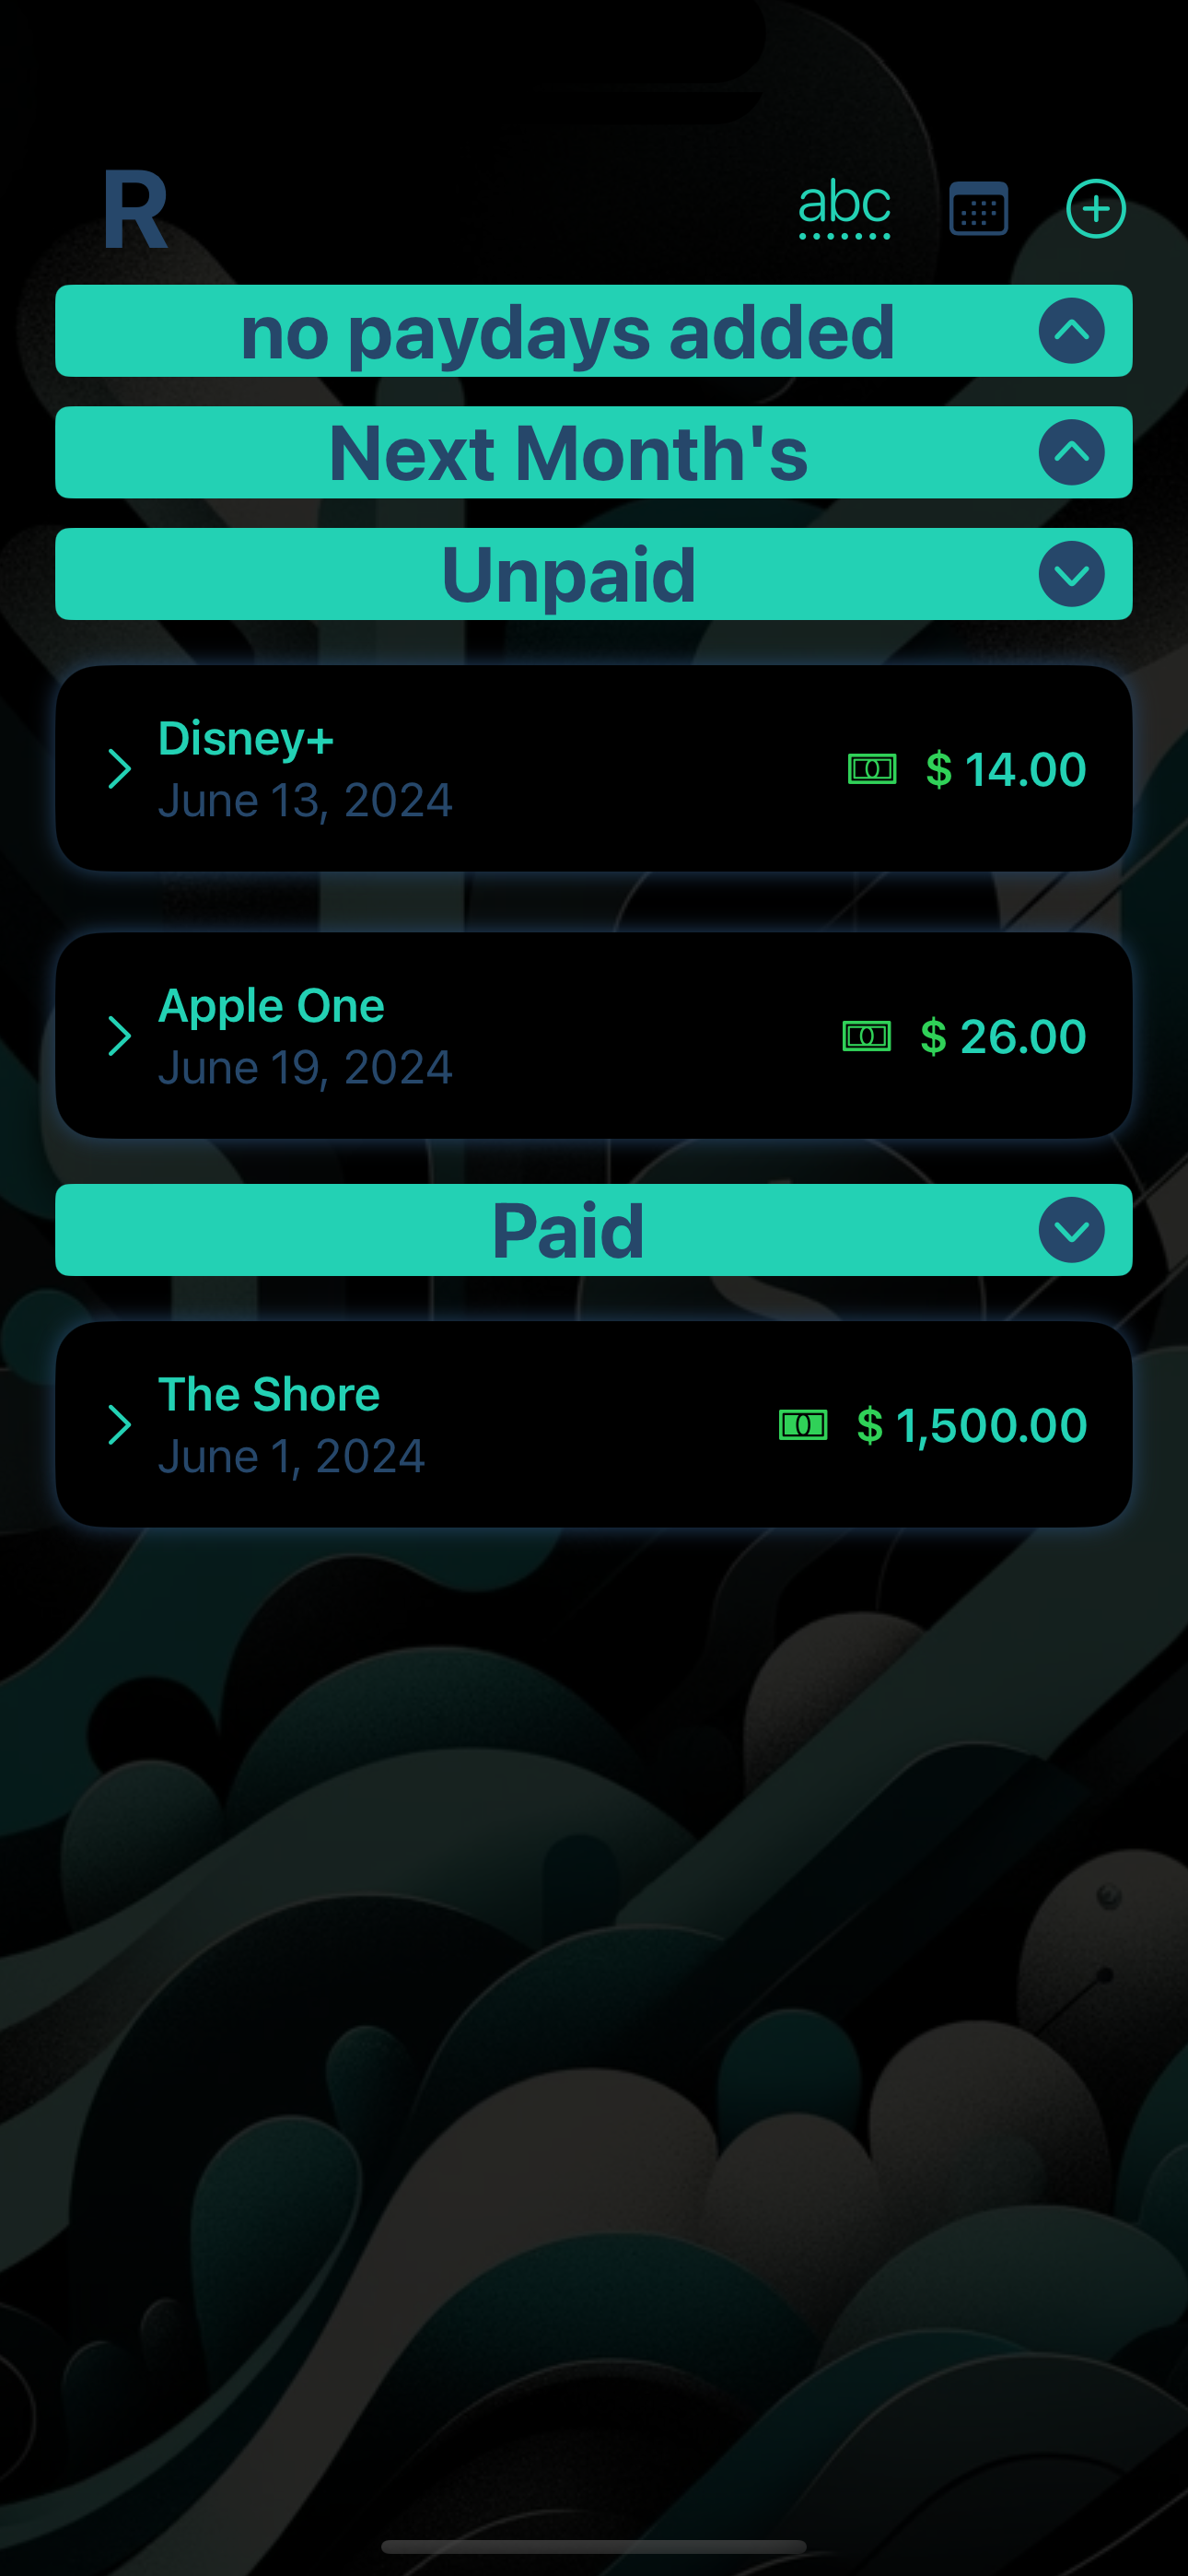 R
abc
no paydays added
Next Month's
Unpaid
Disney+
June 13, 2024
$ 14.00
Apple One
June 19, 2024
$ 26.00
Paid
The Shore
June 1, 2024
$ 1,500.00